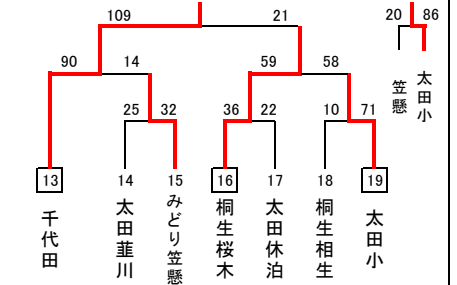 109 21
20 86
90 14 59 58
笠懸 太田小
25 32 36 22 10 71
13 14 15 16 17 18 19
千代田
太田韮川
みどり笠懸
桐生桜木
太田休泊
桐生相生
太田小